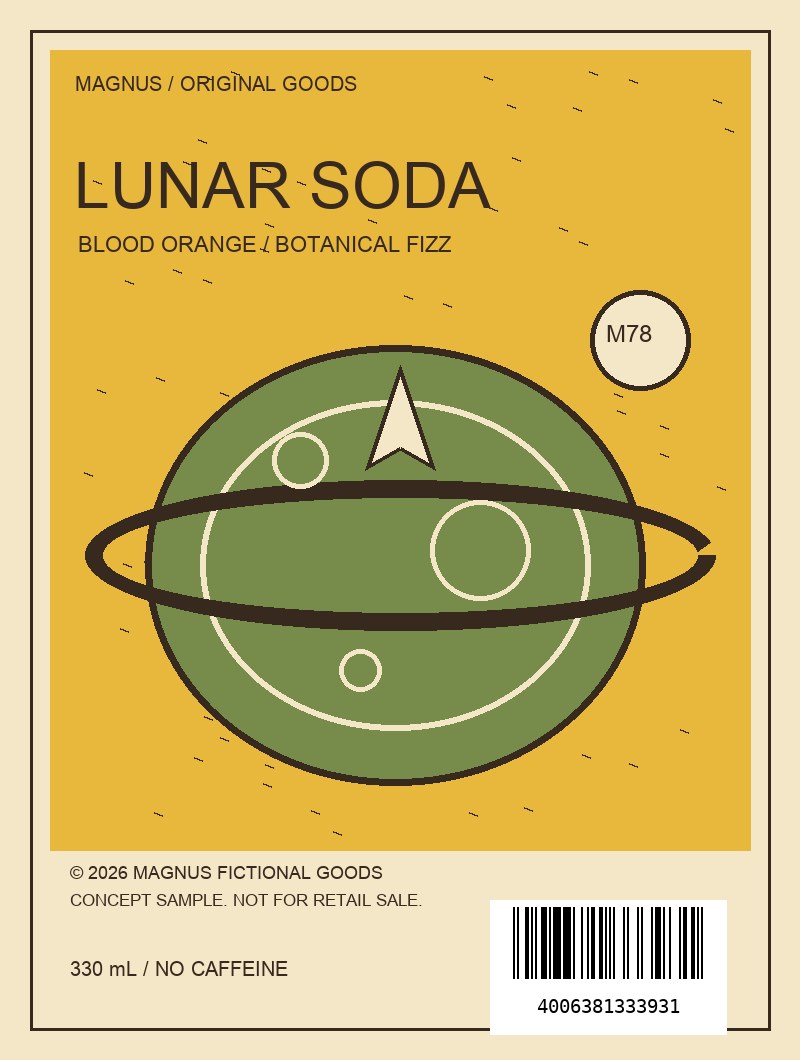 MAGNUS / ORIGINAL GOODS
LUNAR SODA
BLOOD ORANGE / BOTANICAL FIZZ
M78
© 2026 MAGNUS FICTIONAL GOODS
CONCEPT SAMPLE. NOT FOR RETAIL SALE.
330 mL / NO CAFFEINE
4006381333931